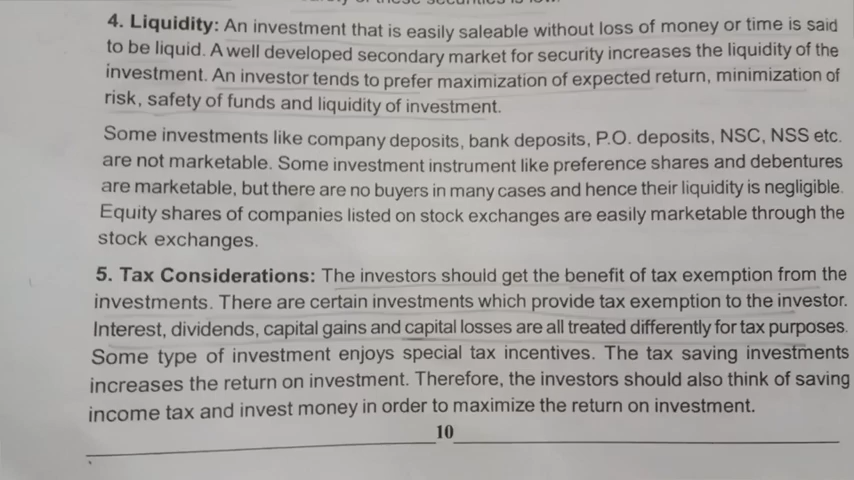 4. Liquidity: An investment that is easily saleable without loss of money or time is said
to be liquid. A well developed secondary market for security increases the liquidity of the
investment. An investor tends to prefer maximization of expected return, minimization of
risk, safety of funds and liquidity of investment.
Some investments like company deposits, bank deposits, P.O. deposits, NSC, NSS etc.
are not marketable. Some investment instrument like preference shares and debentures
are marketable, but there are no buyers in many cases and hence their liquidity is negligible.
Equity shares of companies listed on stock exchanges are easily marketable through the
stock exchanges.
5. Tax Considerations: The investors should get the benefit of tax exemption from the
investments. There are certain investments which provide tax exemption to the investor.
Interest, dividends, capital gains and capital losses are all treated differently for tax purposes.
Some type of investment enjoys special tax incentives. The tax saving investments
increases the return on investment. Therefore, the investors should also think of saving
income tax and invest money in order to maximize the return on investment.
10